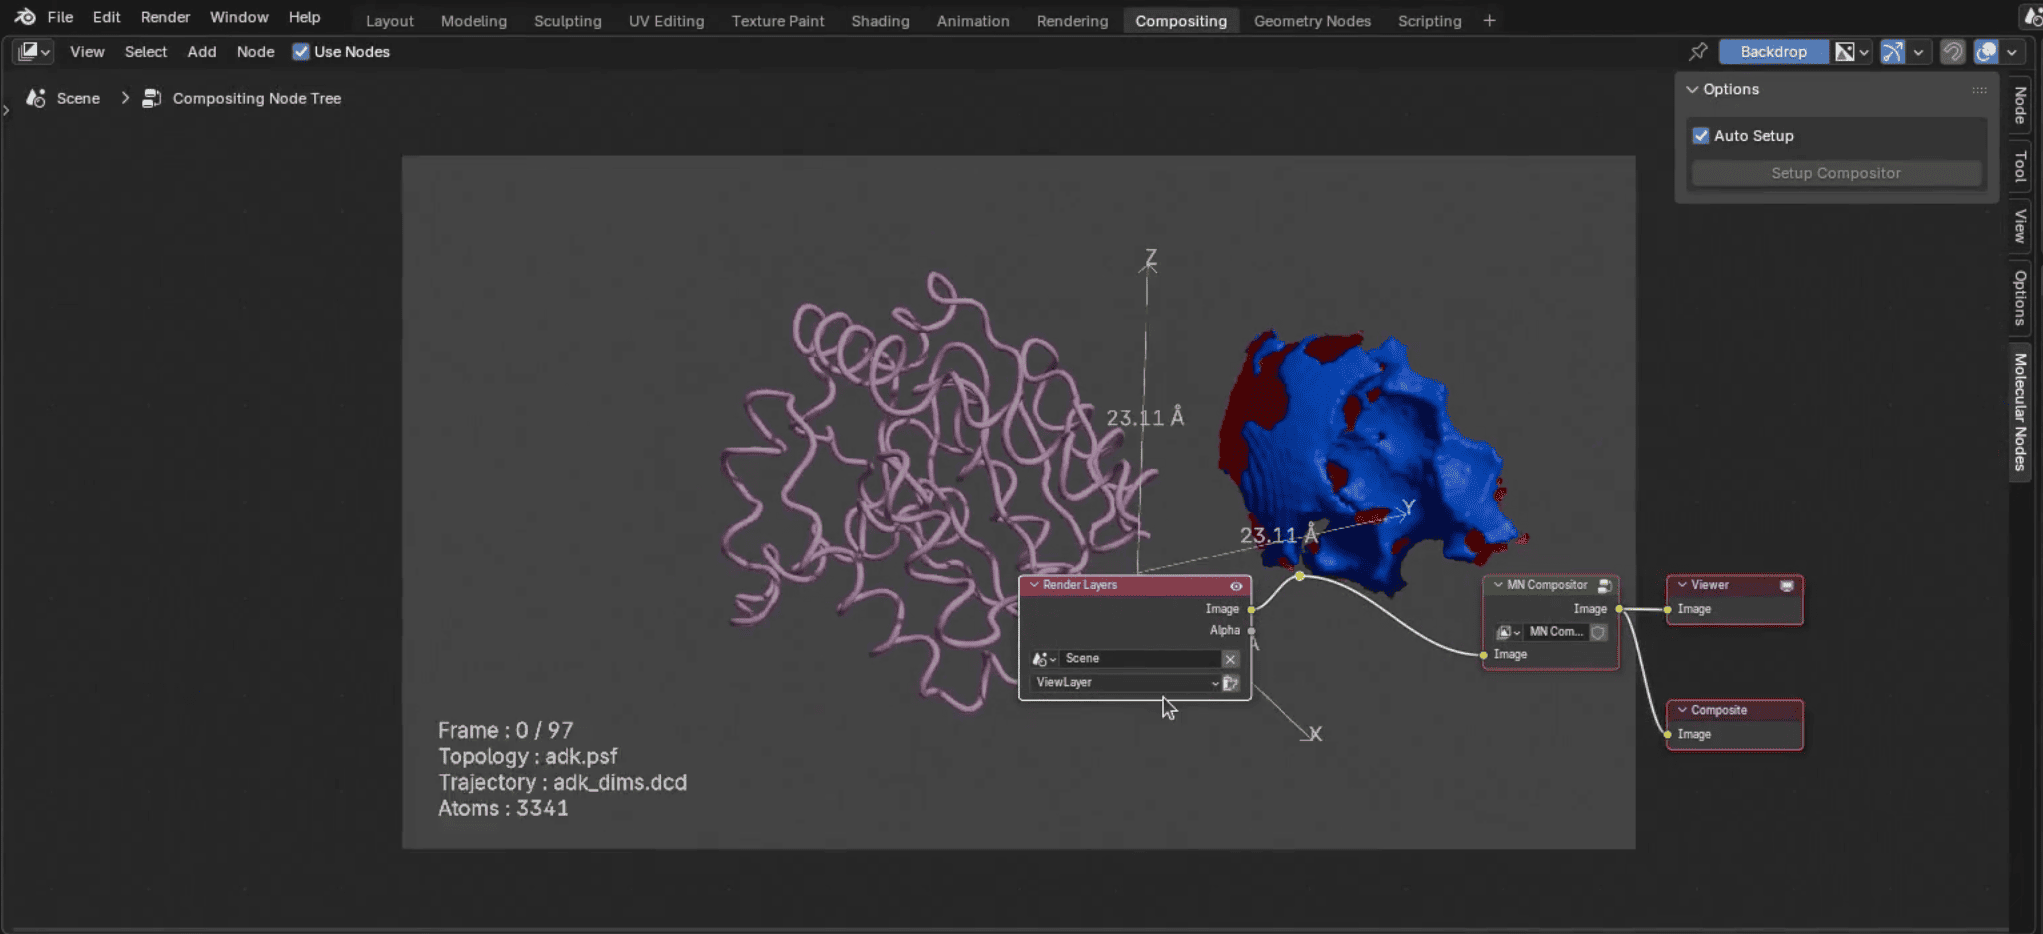 File Edit Render Window Help Layout Modeling Sculpting UV Editing Texture Paint Shading Animation Rendering Compositing Geometry Nodes Scripting +
View Select Add Node Use Nodes Backdrop
Scene > Compositing Node Tree
Options
Auto Setup
Setup Compositor
Node
Tool
View
Options
Molecular Nodes
Z
23.11 Å
Y
23.11 Å
Render Layers
Image
Alpha
Scene
ViewLayer
MN Compositor
Image
MN Com...
Image
Viewer
Image
Composite
Image
X
Frame : 0 / 97
Topology : adk.psf
Trajectory : adk_dims.dcd
Atoms : 3341